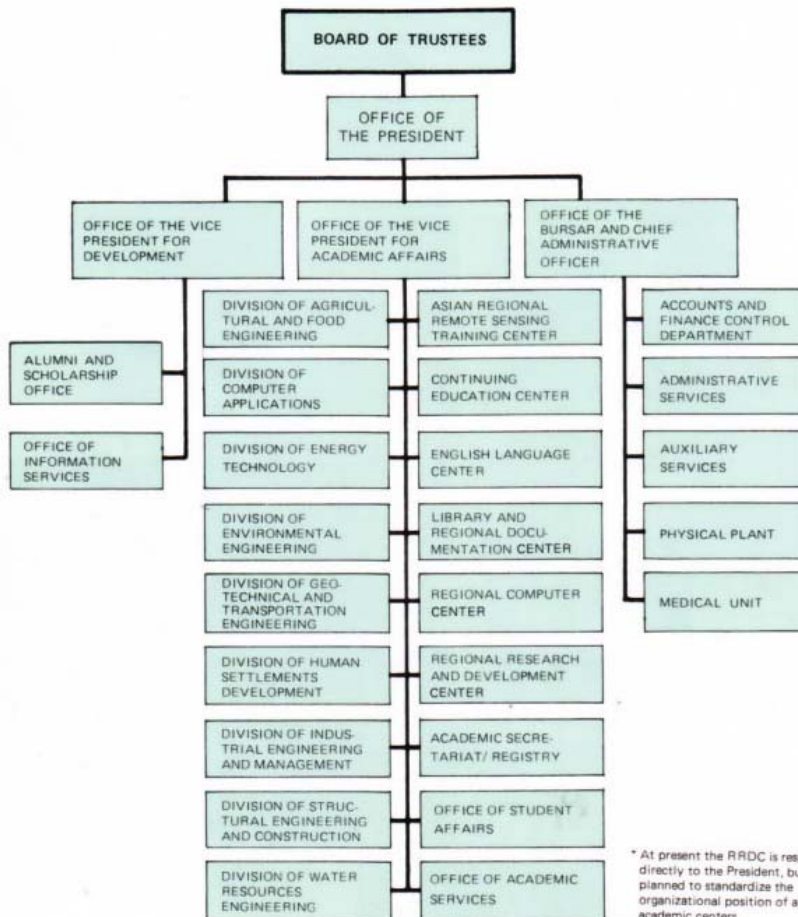 BOARD OF TRUSTEES
OFFICE OF
THE PRESIDENT
OFFICE OF THE VICE
PRESIDENT FOR
DEVELOPMENT
OFFICE OF THE VICE
PRESIDENT FOR
ACADEMIC AFFAIRS
OFFICE OF THE
BURSAR AND CHIEF
ADMINISTRATIVE
OFFICER
ALUMNI AND
SCHOLARSHIP
OFFICE
OFFICE OF
INFORMATION
SERVICES
DIVISION OF AGRICUL-
TURAL AND FOOD
ENGINEERING
DIVISION OF
COMPUTER
APPLICATIONS
DIVISION OF ENERGY
TECHNOLOGY
DIVISION OF
ENVIRONMENTAL
ENGINEERING
DIVISION OF GEO-
TECHNICAL AND
TRANSPORTATION
ENGINEERING
DIVISION OF HUMAN
SETTLEMENTS
DEVELOPMENT
DIVISION OF INDUS-
TRIAL ENGINEERING
AND MANAGEMENT
DIVISION OF STRUC-
TURAL ENGINEERING
AND CONSTRUCTION
DIVISION OF WATER
RESOURCES
ENGINEERING
ASIAN REGIONAL
REMOTE SENSING
TRAINING CENTER
CONTINUING
EDUCATION CENTER
ENGLISH LANGUAGE
CENTER
LIBRARY AND
REGIONAL DOCU-
MENTATION CENTER
REGIONAL COMPUTER
CENTER
REGIONAL RESEARCH
AND DEVELOPMENT
CENTER
ACADEMIC SECRE-
TARIAT/ REGISTRY
OFFICE OF STUDENT
AFFAIRS
OFFICE OF ACADEMIC
SERVICES
ACCOUNTS AND
FINANCE CONTROL
DEPARTMENT
ADMINISTRATIVE
SERVICES
AUXILIARY
SERVICES
PHYSICAL PLANT
MEDICAL UNIT
* At present the RRDC is
directly to the President,
planned to standardize the
organizational position of
academic centers